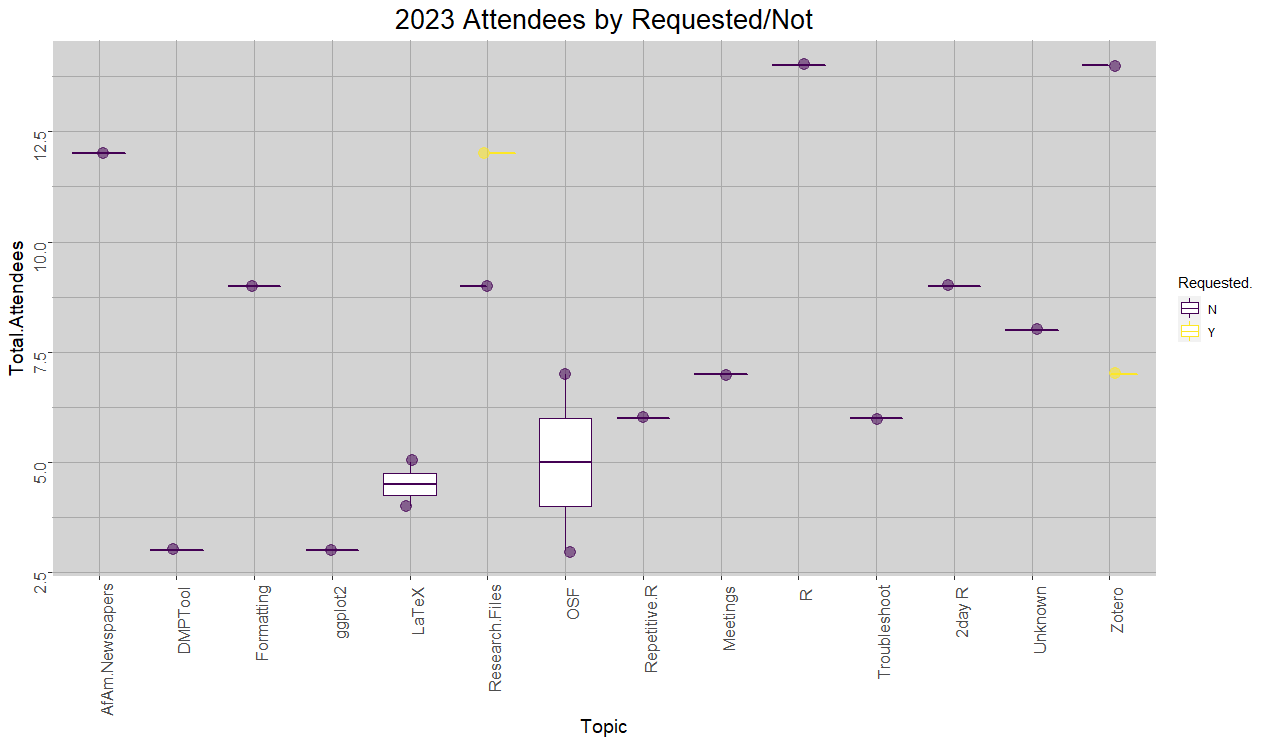 2023 Attendees by Requested/Not
Total.Attendees
12.5
10.0
7.5
5.0
2.5
AfAm.Newspapers
DMPTool
Formatting
ggplot2
LaTeX
Research.Files
OSF
Repetitive.R
Meetings
R
Troubleshoot
2day R
Unknown
Zotero
Topic
Requested.
N
Y